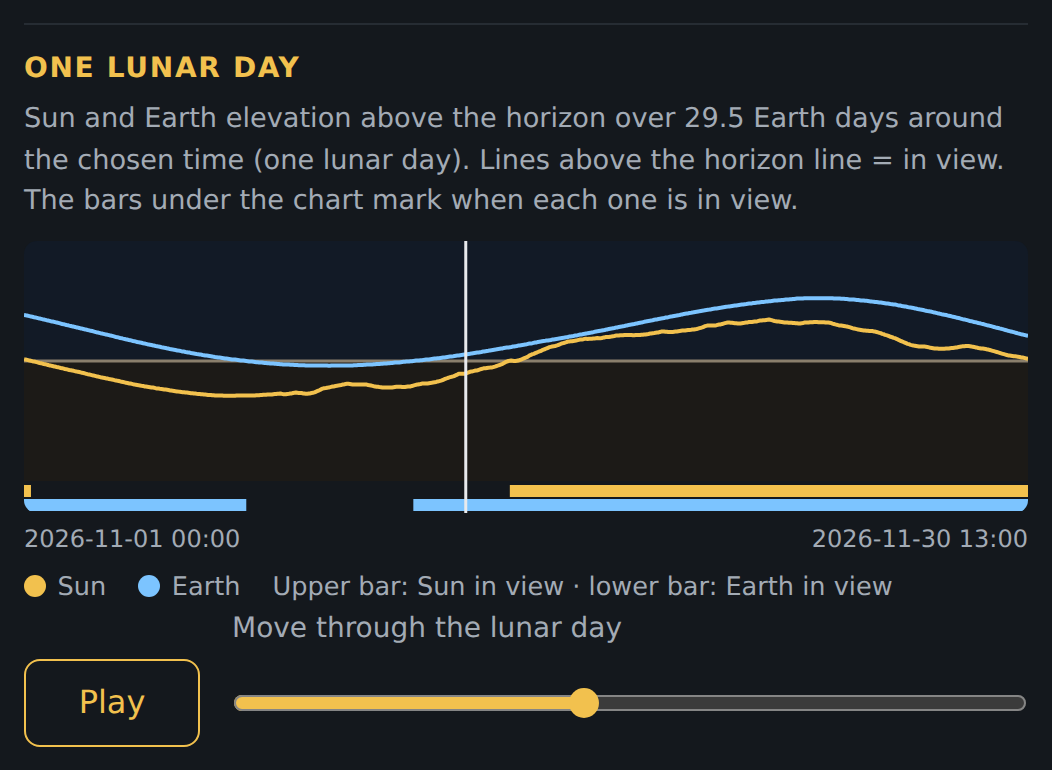 ONE LUNAR DAY
Sun and Earth elevation above the horizon over 29.5 Earth days around
the chosen time (one lunar day). Lines above the horizon line = in view.
The bars under the chart mark when each one is in view.
2026-11-01 00:00 2026-11-30 13:00
Sun Earth Upper bar: Sun in view · lower bar: Earth in view
Move through the lunar day
Play